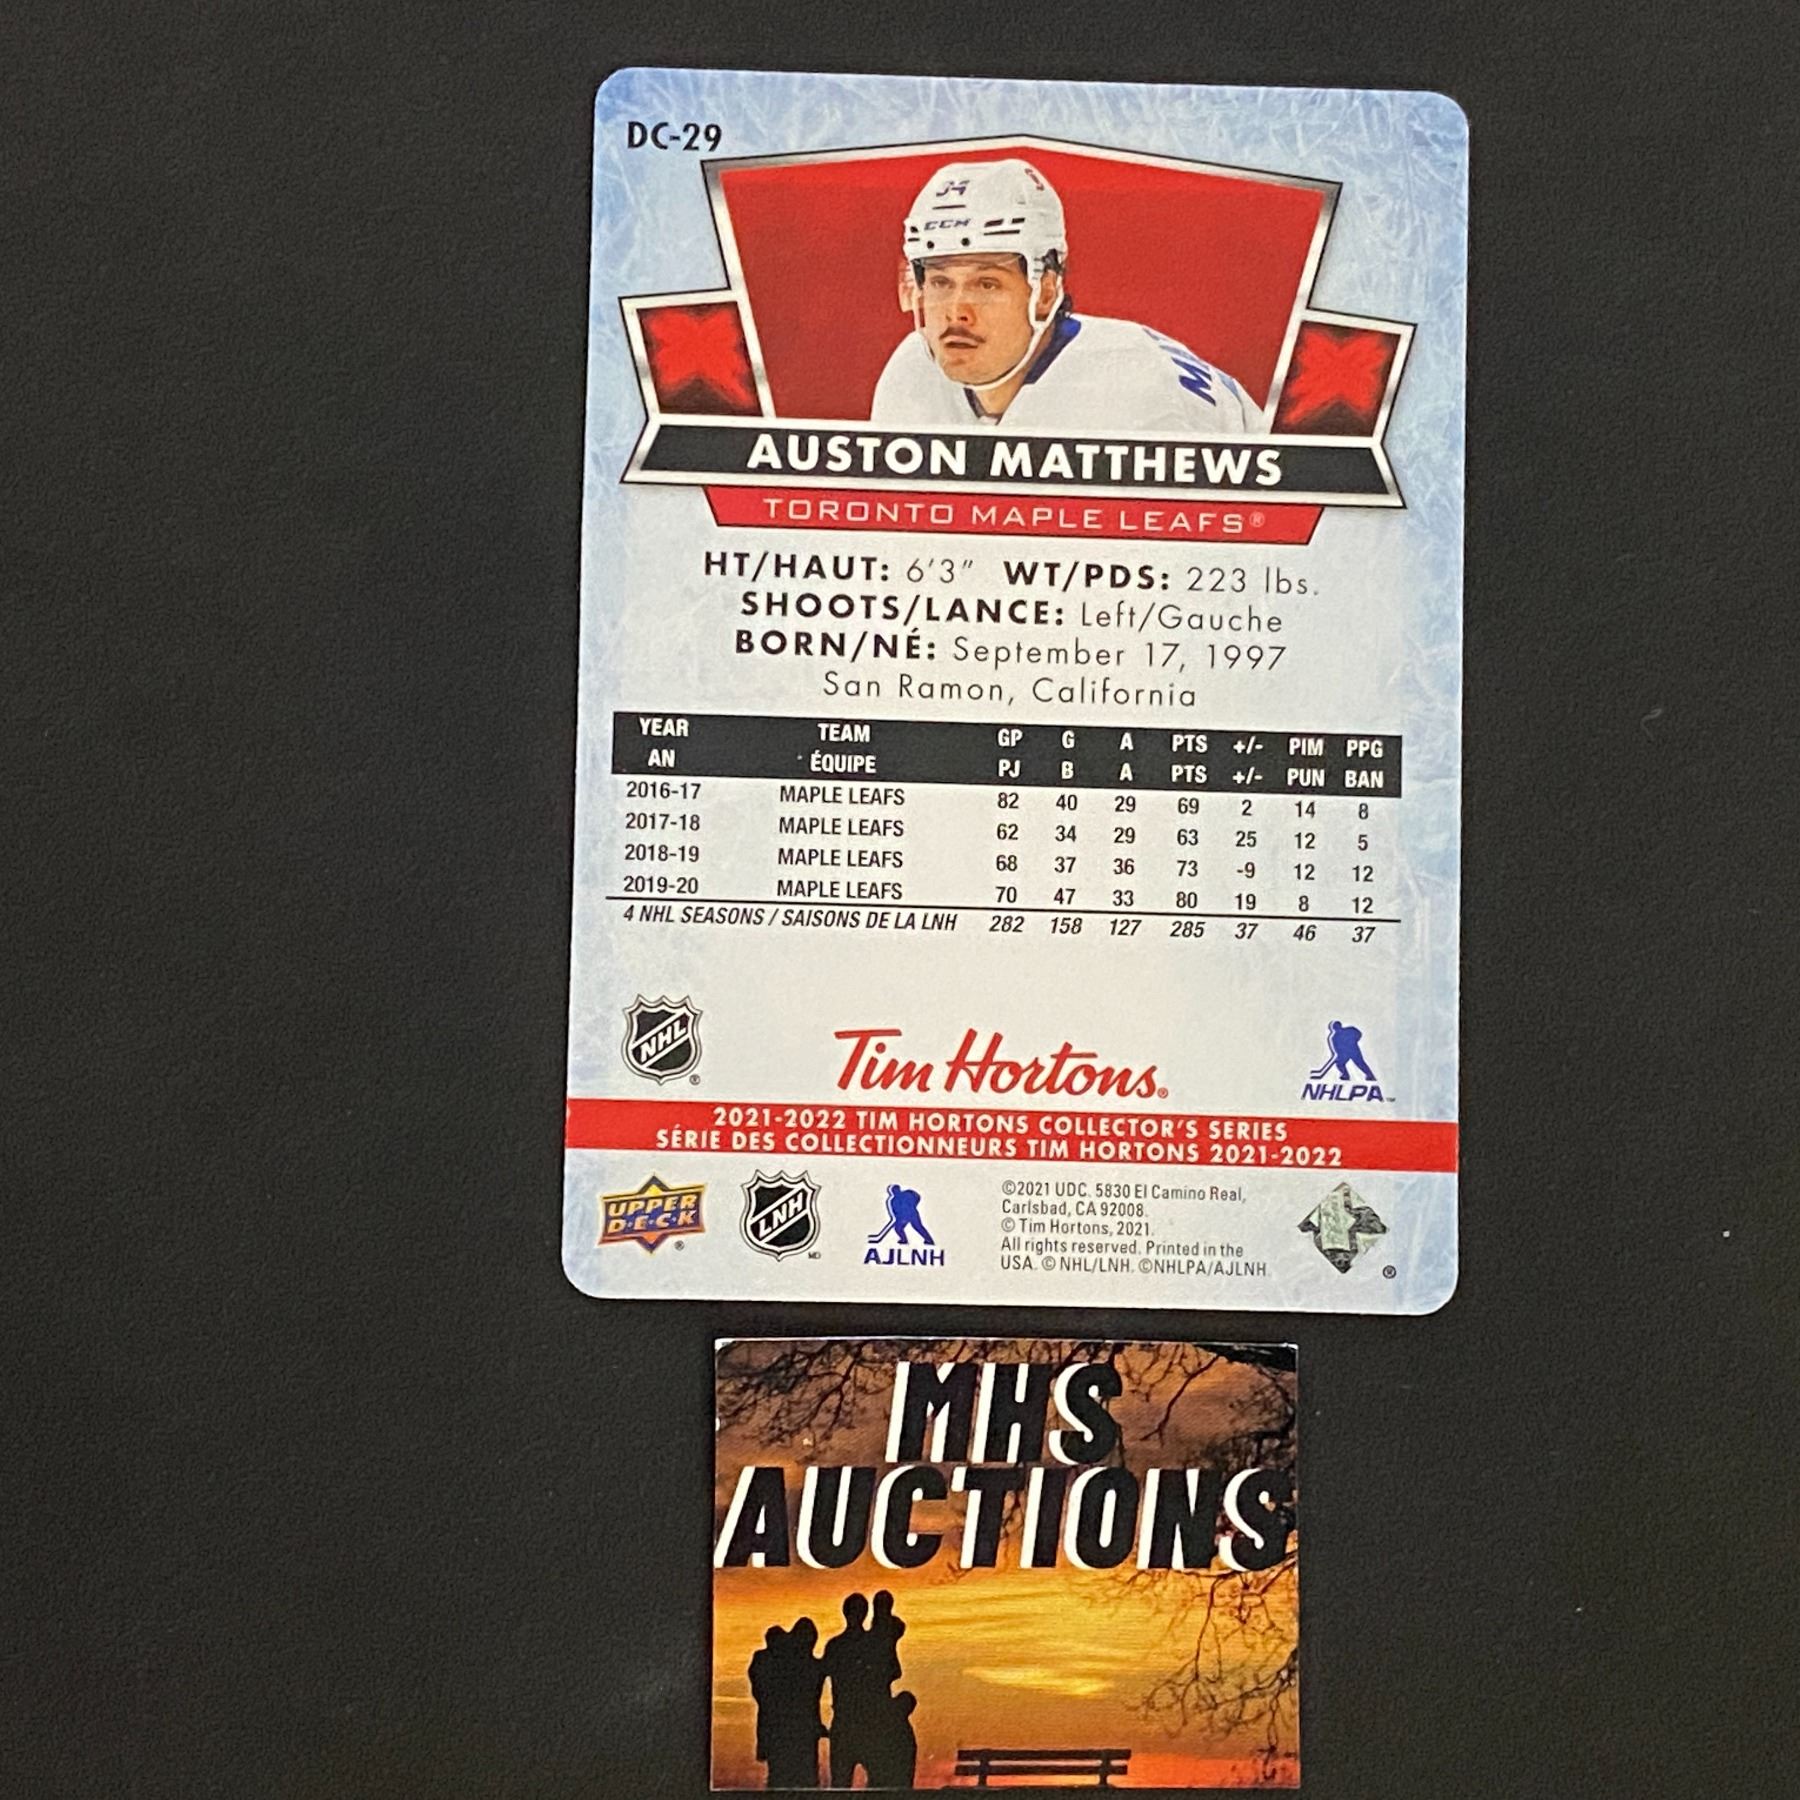 DC-29
34
CCM
AUSTON MATTHEWS
TORONTO MAPLE LEAFS®
HT/HAUT: 6'3" WT/PDS: 223 lbs.
SHOOTS/LANCE: Left/Gauche
BORN/NÉ: September 17, 1997
San Ramon, California
YEAR TEAM GP G A PTS +/- PIM PPG
AN ÉQUIPE PJ B A PTS +/- PUN BAN
2016-17 MAPLE LEAFS 82 40 29 69 2 14 8
2017-18 MAPLE LEAFS 62 34 29 63 25 12 5
2018-19 MAPLE LEAFS 68 37 36 73 -9 12 12
2019-20 MAPLE LEAFS 70 47 33 80 19 8 12
4 NHL SEASONS / SAISONS DE LA LNH 282 158 127 285 37 46 37
NHL ®
Tim Hortons®
NHLPA™
2021-2022 TIM HORTONS COLLECTOR'S SERIES
SÉRIE DES COLLECTIONNEURS TIM HORTONS 2021-2022
UPPER
D·E·C·K ®
LNH MD
AJLNH
©2021 UDC. 5830 El Camino Real,
Carlsbad, CA 92008.
© Tim Hortons, 2021.
All rights reserved. Printed in the
USA. © NHL/LNH. ©NHLPA/AJLNH
®
MHS
AUCTIONS